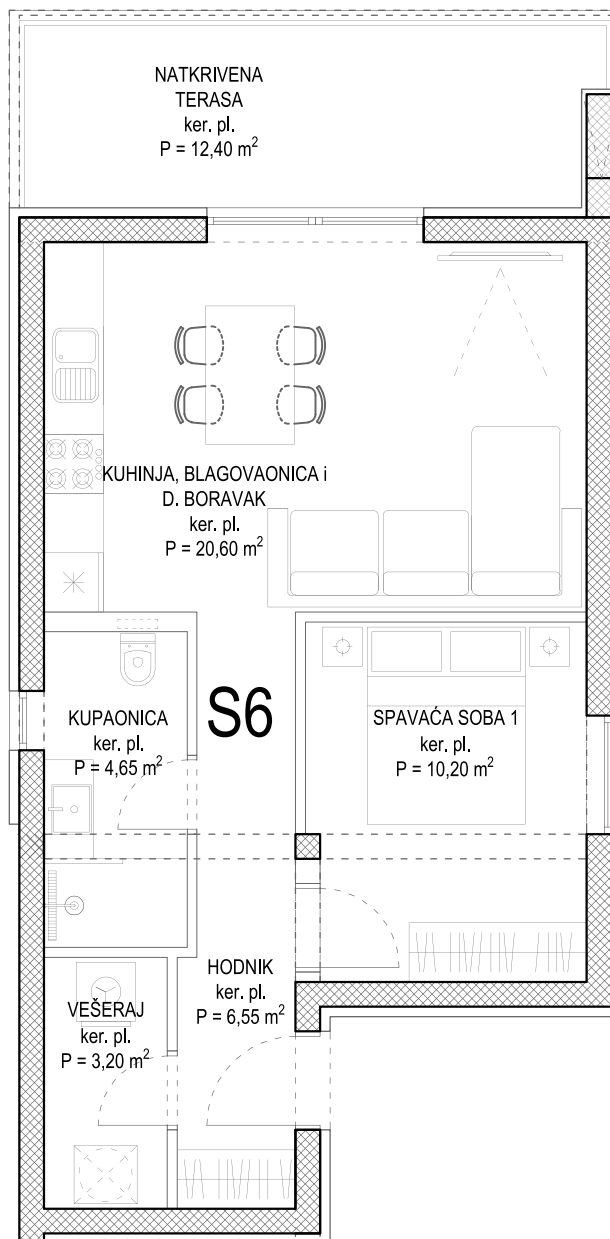 NATKRIVENA
TERASA
ker. pl.
P = 12,40 m²
KUHINJA, BLAGOVAONICA i
D. BORAVAK
ker. pl.
P = 20,60 m²
S6
KUPAONICA
ker. pl.
P = 4,65 m²
SPAVAĆA SOBA 1
ker. pl.
P = 10,20 m²
HODNIK
ker. pl.
P = 6,55 m²
VEŠERAJ
ker. pl.
P = 3,20 m²